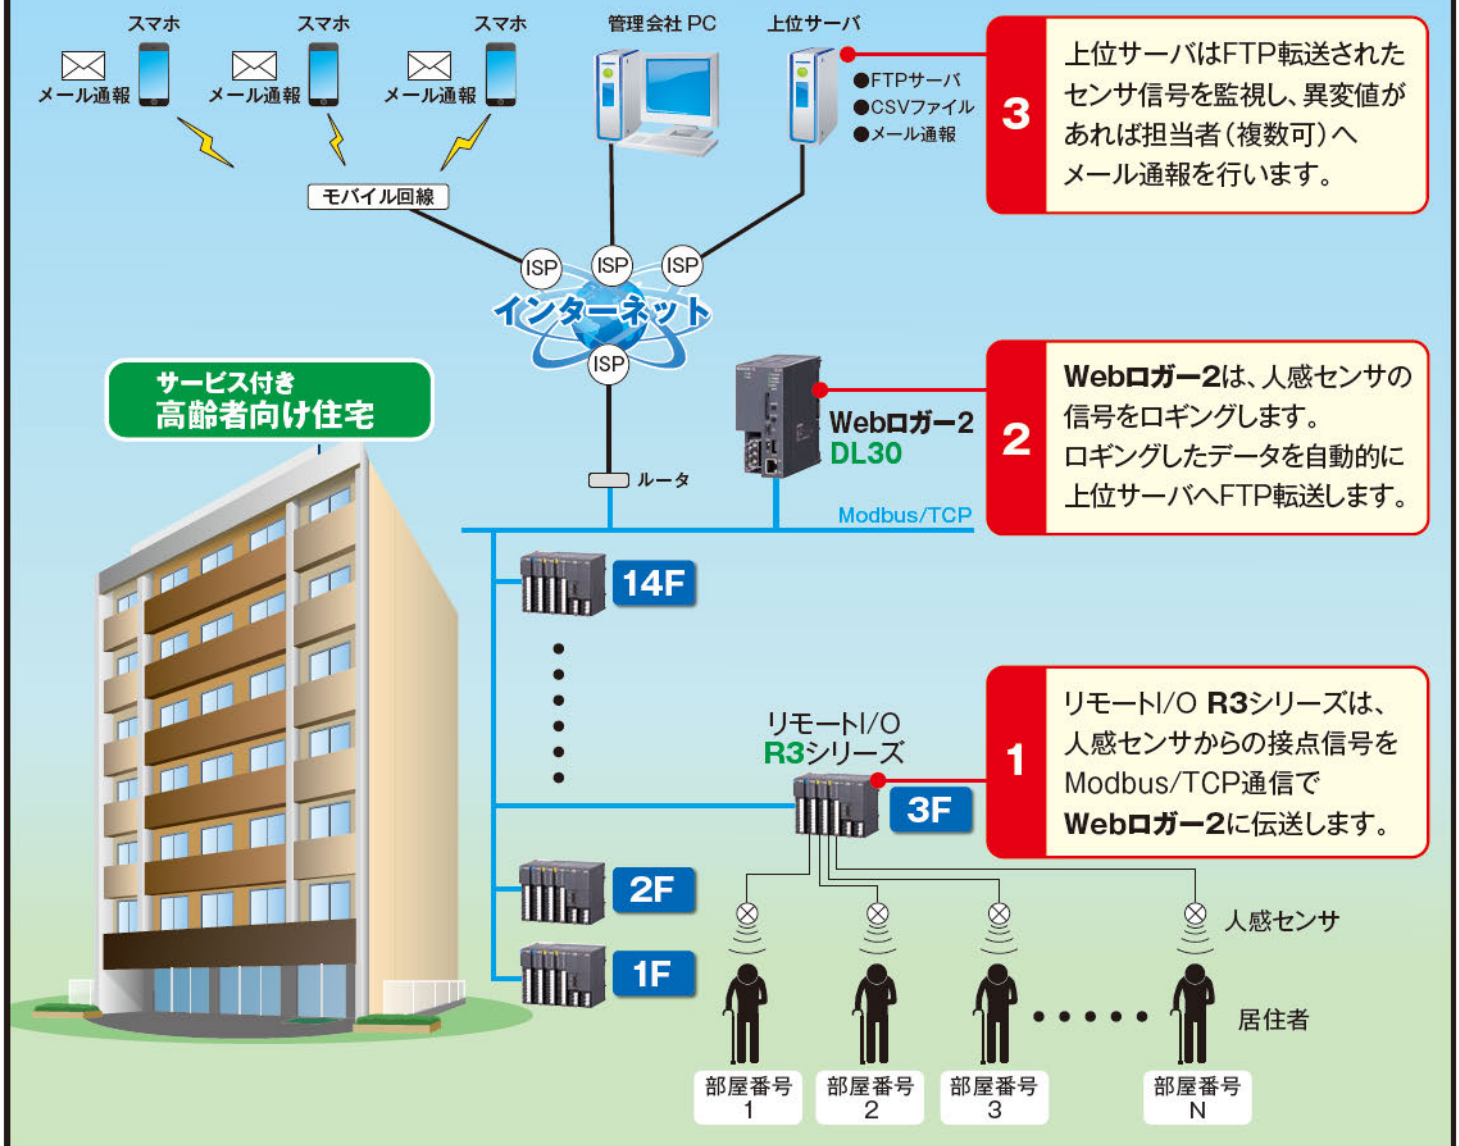 スマホ
スマホ
スマホ
管理会社 PC
上位サーバ
メール通報
メール通報
メール通報
●FTPサーバ
●CSVファイル
●メール通報
3
上位サーバはFTP転送された
センサ信号を監視し、異変値が
あれば担当者(複数可)へ
メール通報を行います。
モバイル回線
ISP
ISP
ISP
インターネット
ISP
サービス付き
高齢者向け住宅
Webロガー2
DL30
2
Webロガー2は、人感センサの
信号をロギングします。
ロギングしたデータを自動的に
上位サーバへFTP転送します。
ルータ
Modbus/TCP
14F
リモートI/O
R3シリーズ
3F
1
リモートI/O R3シリーズは、
人感センサからの接点信号を
Modbus/TCP通信で
Webロガー2に伝送します。
2F
1F
人感センサ
居住者
部屋番号
1
部屋番号
2
部屋番号
3
部屋番号
N